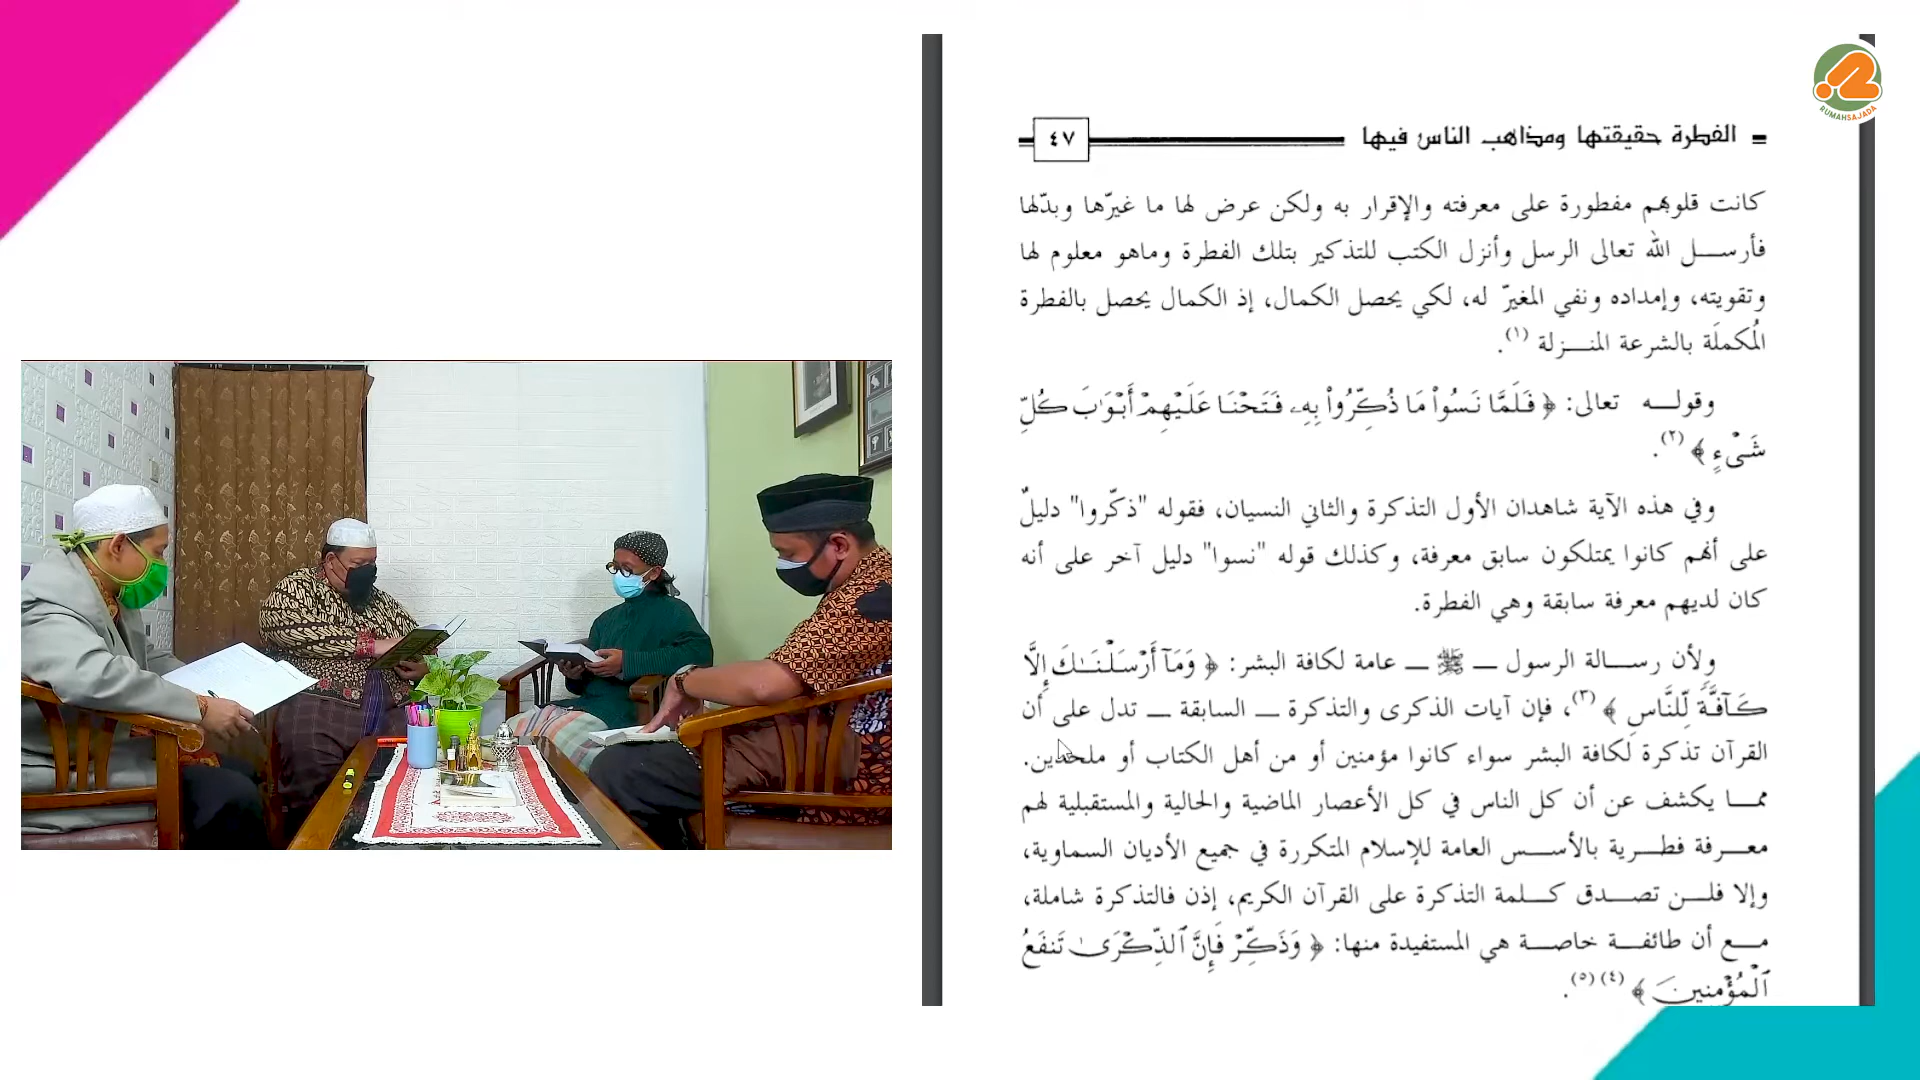 RUMAHSAJADA
الفطرة حقيقتها ومذاهب الناس فيها
٤٧
كانت قلوبهم مفطورة على معرفته والإقرار به ولكن عرض لها ما غيرّها وبدّلها
فأرسل الله تعالى الرسل وأنزل الكتب للتذكير بتلك الفطرة وماهو معلوم لها
وتقويته، وإمداده ونفي المغيرّ له، لكي يحصل الكمال، إذ الكمال يحصل بالفطرة
المُكملَة بالشرعة المنزلة (١).
وقوله تعالى: ﴿ فَلَمَّا نَسُوا۟ مَا ذُكِّرُوا۟ بِهِۦ فَتَحْنَا عَلَيْهِمْ أَبْوَٰبَ كُلِّ
شَىْءٍ ﴾ (٢).
وفي هذه الآية شاهدان الأول التذكرة والثاني النسيان، فقوله "ذكّروا" دليلٌ
على أنهم كانوا يمتلكون سابق معرفة، وكذلك قوله "نسوا" دليل آخر على أنه
كان لديهم معرفة سابقة وهي الفطرة.
ولأن رسالة الرسول ــ ﷺ ــ عامة لكافة البشر: ﴿ وَمَآ أَرْسَلْنَـٰكَ إِلَّا
كَآفَّةً لِّلنَّاسِ ﴾ (٣)، فإن آيات الذكرى والتذكرة ــ السابقة ــ تدل على أن
القرآن تذكرة لكافة البشر سواء كانوا مؤمنين أو من أهل الكتاب أو ملحدين.
مما يكشف عن أن كل الناس في كل الأعصار الماضية والحالية والمستقبلية لهم
معرفة فطرية بالأسس العامة للإسلام المتكررة في جميع الأديان السماوية،
وإلا فلن تصدق كلمة التذكرة على القرآن الكريم، إذن فالتذكرة شاملة،
مع أن طائفة خاصة هي المستفيدة منها: ﴿ وَذَكِّرْ فَإِنَّ ٱلذِّكْرَىٰ تَنفَعُ
ٱلْمُؤْمِنِينَ ﴾ (٤) (٥).